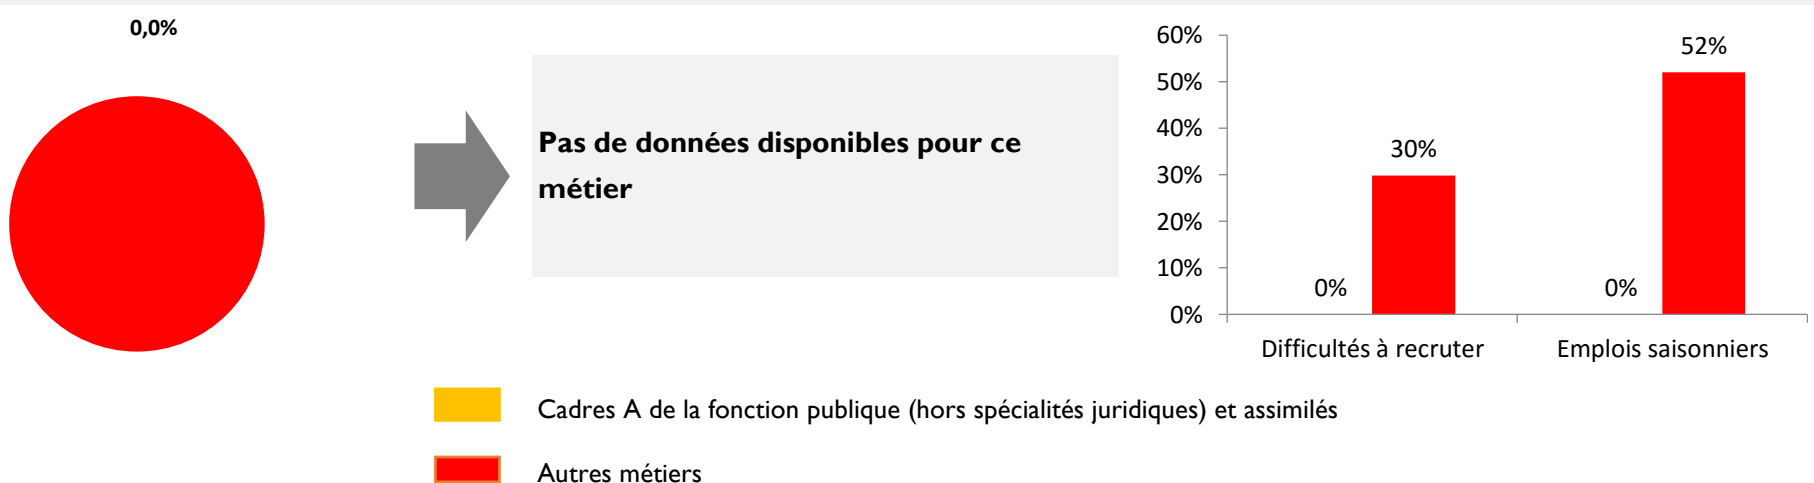 0,0%
Pas de données disponibles pour ce
métier
60%
50%
40%
30%
20%
10%
0%
0%
30%
0%
52%
Difficultés à recruter
Emplois saisonniers
Cadres A de la fonction publique (hors spécialités juridiques) et assimilés
Autres métiers